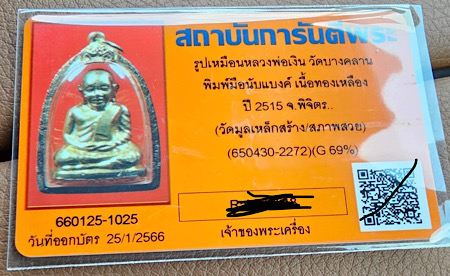 สถาบันการันตีพระ
รูปเหมือนหลวงพ่อเงิน วัดบางคลาน
พิมพ์มือนับแบงค์ เนื้อทองเหลือง
ปี 2515 จ.พิจิตร..
(วัดมูลเหล็กสร้าง/สภาพสวย)
(650430-2272)(G 69%)
660125-1025
วันที่ออกบัตร 25/1/2566
เจ้าของพระเครื่อง